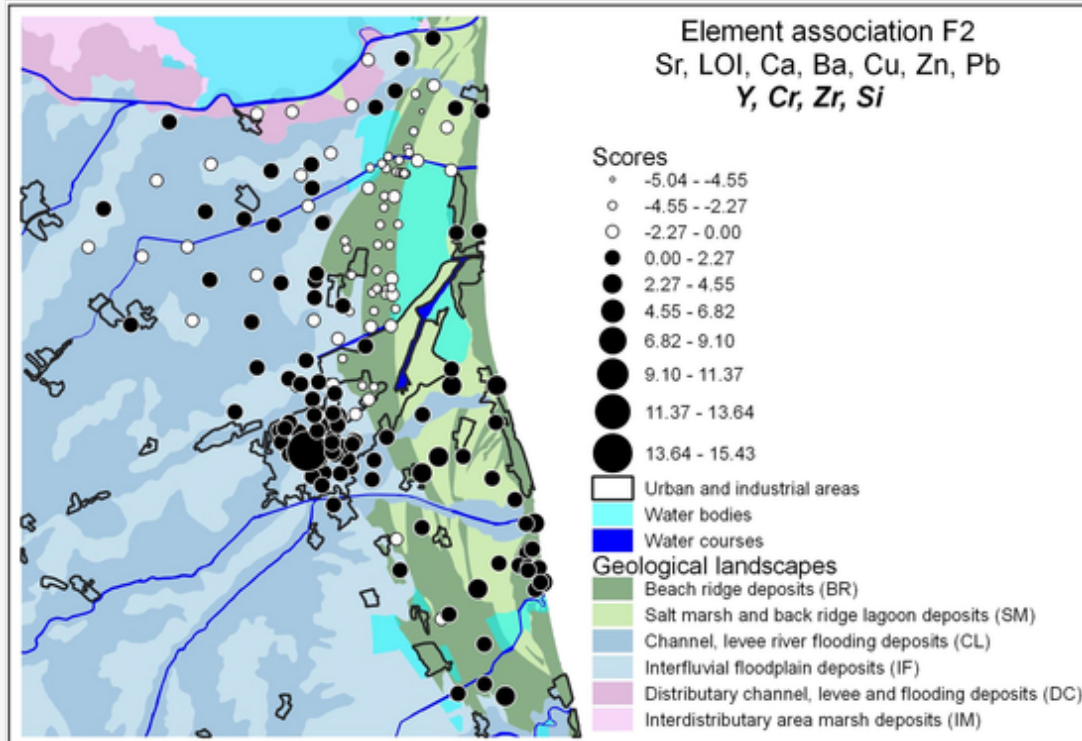 Element association F2
Sr, LOI, Ca, Ba, Cu, Zn, Pb
Y, Cr, Zr, Si
Scores
-5.04 - -4.55
-4.55 - -2.27
-2.27 - 0.00
0.00 - 2.27
2.27 - 4.55
4.55 - 6.82
6.82 - 9.10
9.10 - 11.37
11.37 - 13.64
13.64 - 15.43
Urban and industrial areas
Water bodies
Water courses
Geological landscapes
Beach ridge deposits (BR)
Salt marsh and back ridge lagoon deposits (SM)
Channel, levee river flooding deposits (CL)
Interfluvial floodplain deposits (IF)
Distributary channel, levee and flooding deposits (DC)
Interdistributary area marsh deposits (IM)